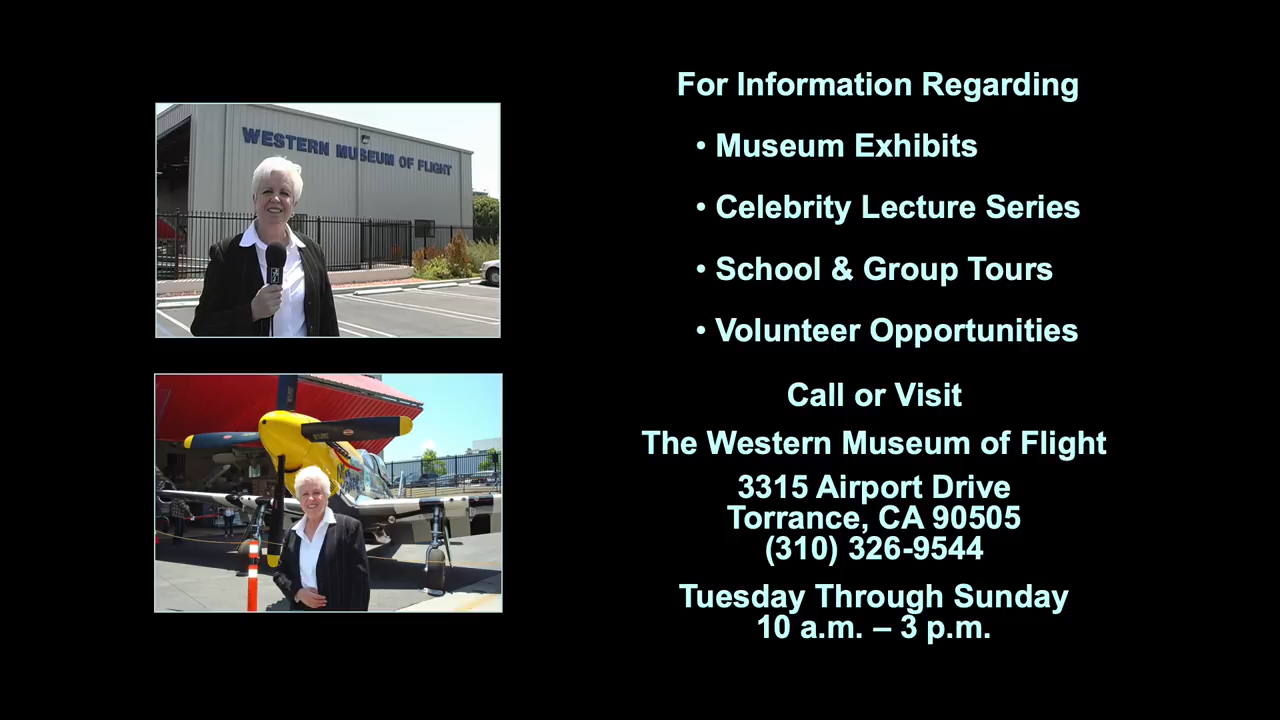 WESTERN MUSEUM OF FLIGHT
For Information Regarding
• Museum Exhibits
• Celebrity Lecture Series
• School & Group Tours
• Volunteer Opportunities
Call or Visit
The Western Museum of Flight
3315 Airport Drive
Torrance, CA 90505
(310) 326-9544
Tuesday Through Sunday
10 a.m. – 3 p.m.